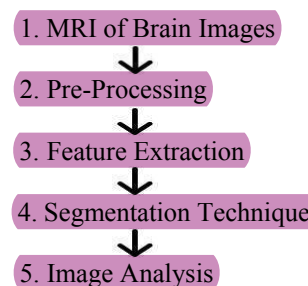 1. MRI of Brain Images
2. Pre-Processing
3. Feature Extraction
4. Segmentation Technique
5. Image Analysis